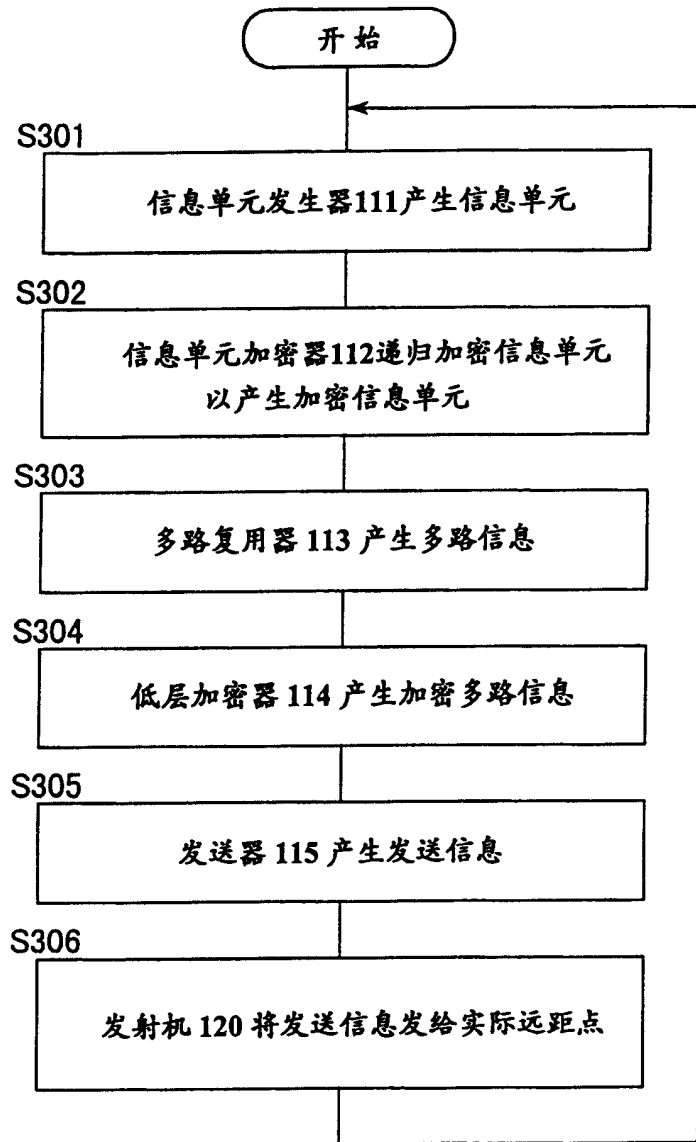 开始
S301
信息单元发生器111产生信息单元
S302
信息单元加密器112递归加密信息单元
以产生加密信息单元
S303
多路复用器 113 产生多路信息
S304
低层加密器 114 产生加密多路信息
S305
发送器 115 产生发送信息
S306
发射机 120 将发送信息发给实际远距点